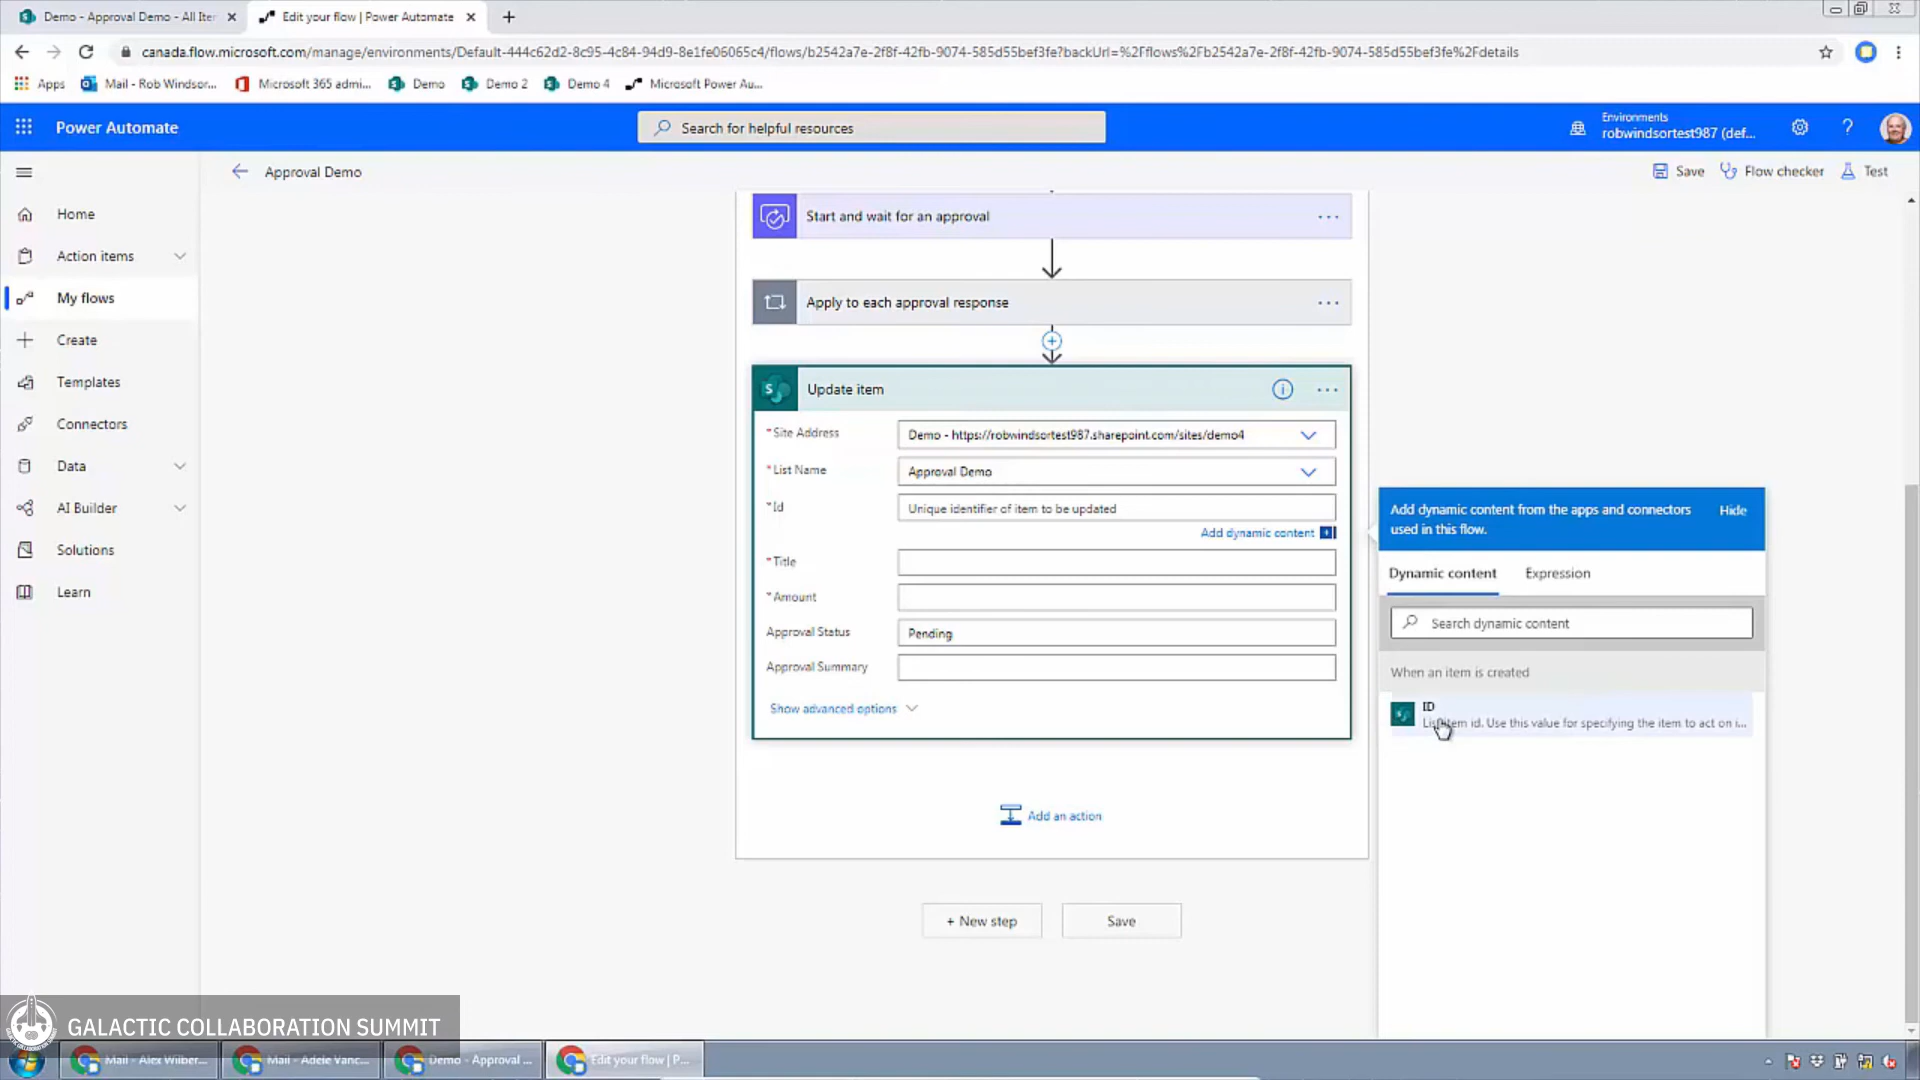 Demo - Approval Demo - All Iter
Edit your flow | Power Automate
canada.flow.microsoft.com/manage/environments/Default-444c62d2-8c95-4c84-94d9-8e1fe06065c4/flows/b2542a7e-2f8f-42fb-9074-585d55bef3fe?backUrl=%2Fflows%2Fb2542a7e-2f8f-42fb-9074-585d55bef3fe%2Fdetails
Apps
Mail - Rob Windsor...
Microsoft 365 admi...
Demo
Demo 2
Demo 4
Microsoft Power Au...
Power Automate
Search for helpful resources
Environments
robwindsortest987 (def...
Approval Demo
Save
Flow checker
Test
Home
Action items
My flows
Create
Templates
Connectors
Data
AI Builder
Solutions
Learn
Start and wait for an approval
Apply to each approval response
Update item
* Site Address
Demo - https://robwindsortest987.sharepoint.com/sites/demo4
* List Name
Approval Demo
* Id
Unique identifier of item to be updated
Add dynamic content
* Title
* Amount
Approval Status
Pending
Approval Summary
Show advanced options
Add an action
+ New step
Save
Add dynamic content from the apps and connectors
used in this flow.
Hide
Dynamic content
Expression
Search dynamic content
When an item is created
ID
List item id. Use this value for specifying the item to act on i...
GALACTIC COLLABORATION SUMMIT
Mail - Alex Wilber...
Mail - Adele Vanc...
Demo - Approval ...
Edit your flow | P...